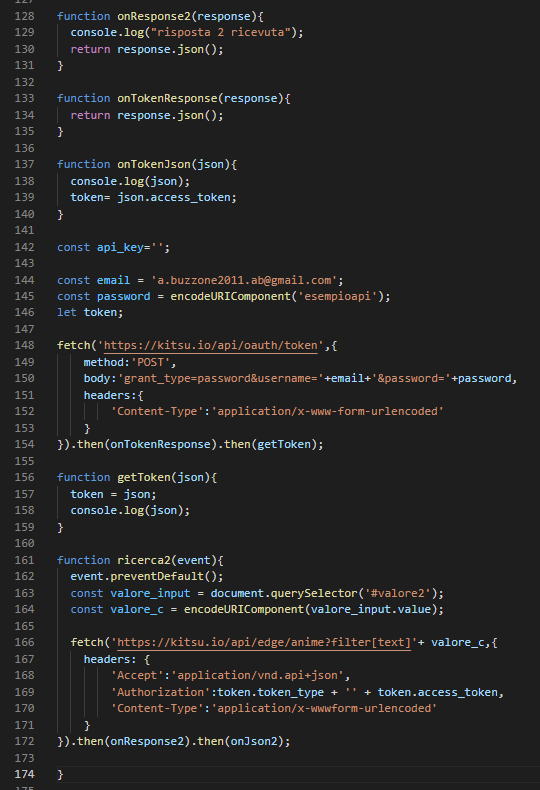 128 function onResponse2(response){
129 console.log("risposta 2 ricevuta");
130 return response.json();
131 }
132
133 function onTokenResponse(response){
134 return response.json();
135 }
136
137 function onTokenJson(json){
138 console.log(json);
139 token= json.access_token;
140 }
141
142 const api_key='';
143
144 const email = 'a.buzzone2011.ab@gmail.com';
145 const password = encodeURIComponent('esempioapi');
146 let token;
147
148 fetch('https://kitsu.io/api/oauth/token',{
149 method:'POST',
150 body:'grant_type=password&username='+email+'&password='+password,
151 headers:{
152 'Content-Type':'application/x-www-form-urlencoded'
153 }
154 }).then(onTokenResponse).then(getToken);
155
156 function getToken(json){
157 token = json;
158 console.log(json);
159 }
160
161 function ricerca2(event){
162 event.preventDefault();
163 const valore_input = document.querySelector('#valore2');
164 const valore_c = encodeURIComponent(valore_input.value);
165
166 fetch('https://kitsu.io/api/edge/anime?filter[text]'+ valore_c,{
167 headers: {
168 'Accept':'application/vnd.api+json',
169 'Authorization':token.token_type + '' + token.access_token,
170 'Content-Type':'application/x-wwwform-urlencoded'
171 }
172 }).then(onResponse2).then(onJson2);
173
174 }